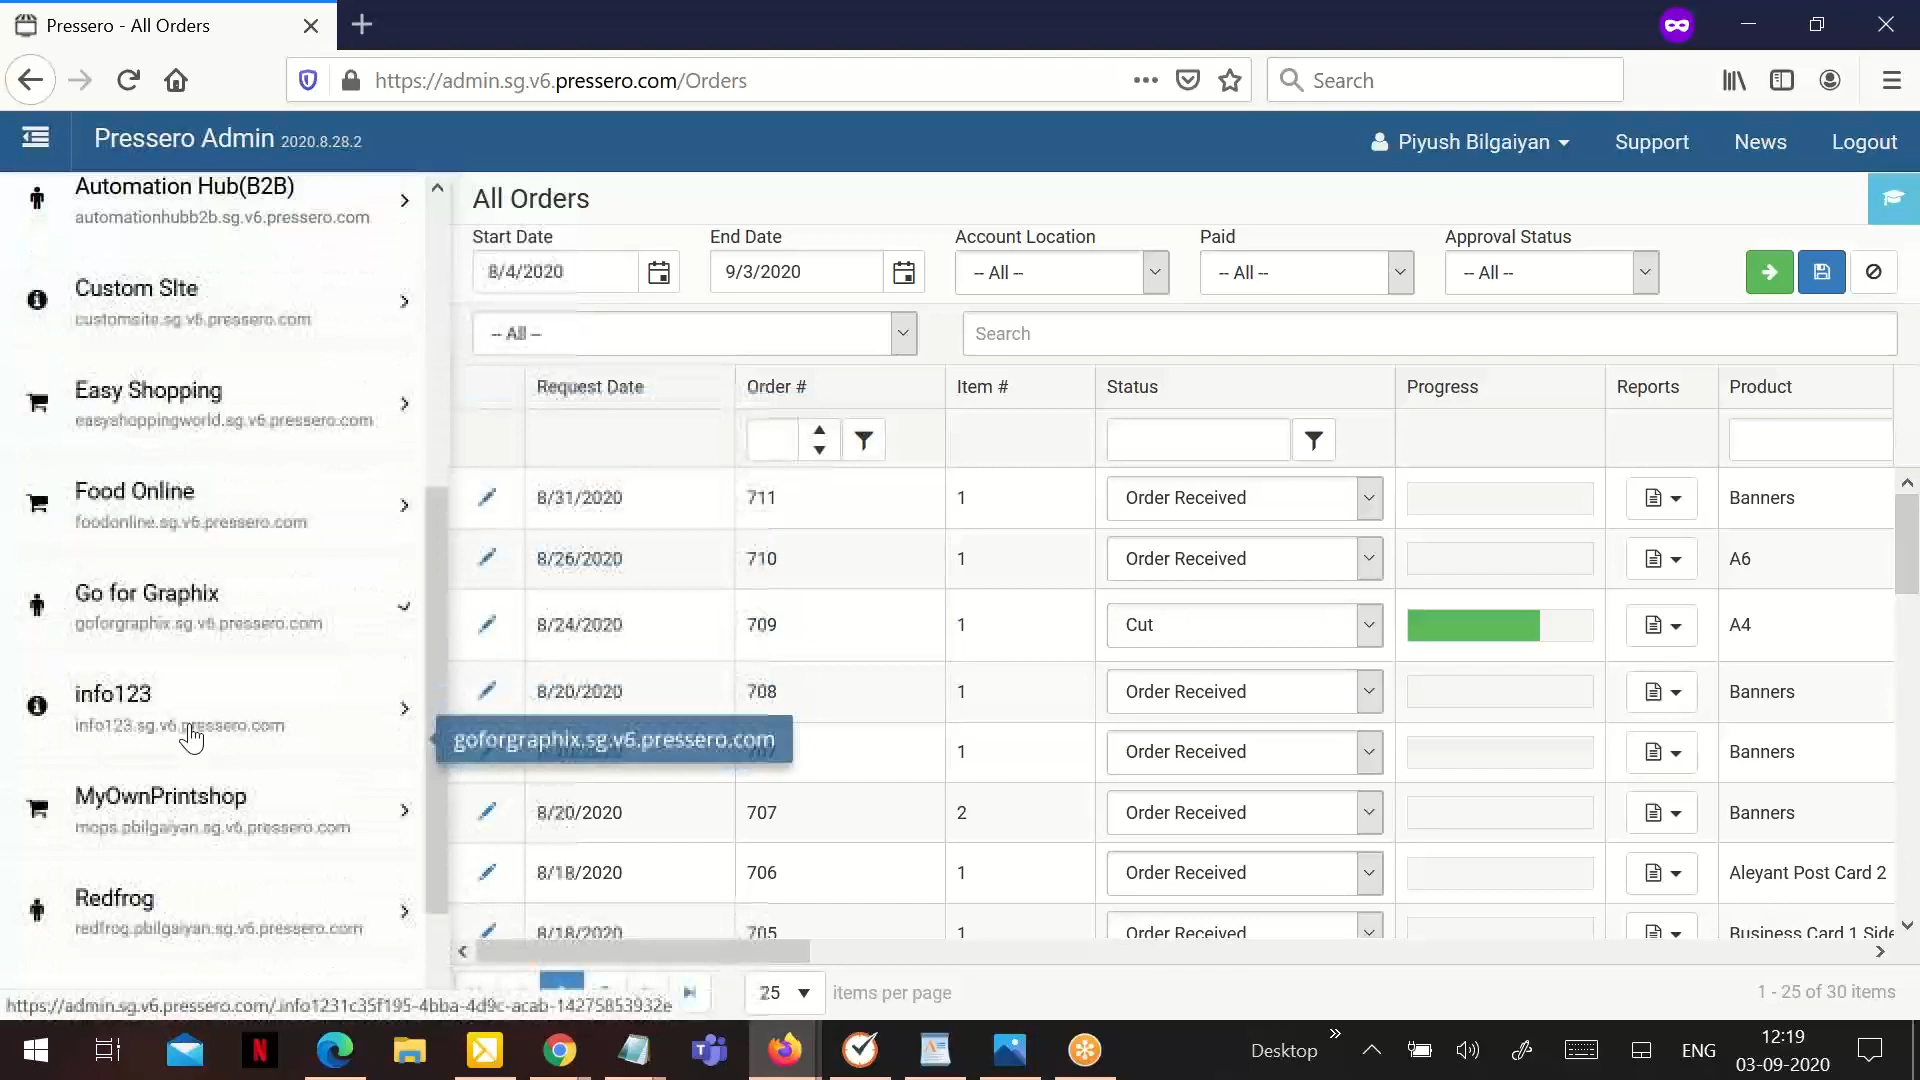 Pressero - All Orders
https://admin.sg.v6.pressero.com/Orders
Search
Pressero Admin 2020.8.28.2
Piyush Bilgaiyan
Support
News
Logout
Automation Hub(B2B)
automationhubb2b.sg.v6.pressero.com
Custom SIte
customsite.sg.v6.pressero.com
Easy Shopping
easyshoppingworld.sg.v6.pressero.com
Food Online
foodonline.sg.v6.pressero.com
Go for Graphix
goforgraphix.sg.v6.pressero.com
info123
info123.sg.v6.pressero.com
MyOwnPrintshop
mops.pbilgaiyan.sg.v6.pressero.com
Redfrog
redfrog.pbilgaiyan.sg.v6.pressero.com
All Orders
Start Date End Date Account Location Paid Approval Status
8/4/2020 9/3/2020 -- All -- -- All -- -- All --
-- All -- Search
Request Date Order # Item # Status Progress Reports Product
8/31/2020 711 1 Order Received Banners
8/26/2020 710 1 Order Received A6
8/24/2020 709 1 Cut A4
8/20/2020 708 1 Order Received Banners
goforgraphix.sg.v6.pressero.com
1 Order Received Banners
8/20/2020 707 2 Order Received Banners
8/18/2020 706 1 Order Received Aleyant Post Card 2
8/18/2020 705 1 Order Received Business Card 1 Side
25 items per page
1 - 25 of 30 items
https://admin.sg.v6.pressero.com/.info1231c35f195-4bba-4d9c-acab-14275853932e
Desktop
ENG
12:19
03-09-2020